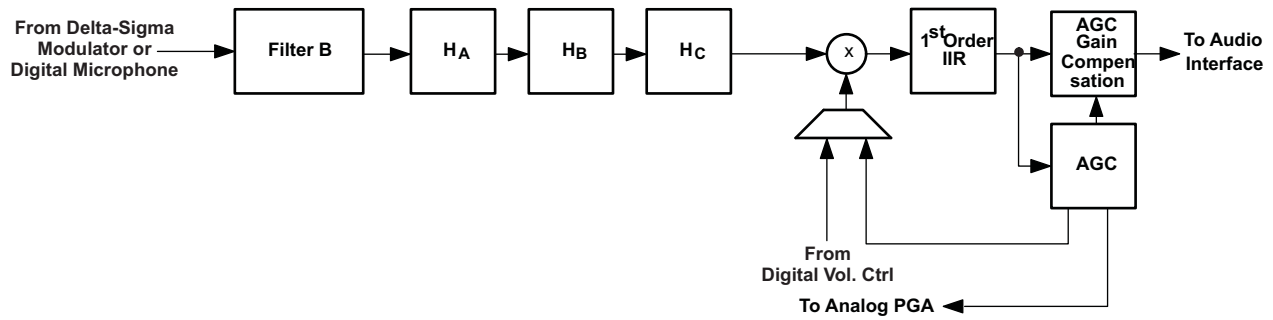 From Delta-Sigma
Modulator or
Digital Microphone
Filter B
HA
HB
HC
X
1st Order
IIR
AGC
Gain
Compen
sation
To Audio
Interface
AGC
From
Digital Vol. Ctrl
To Analog PGA